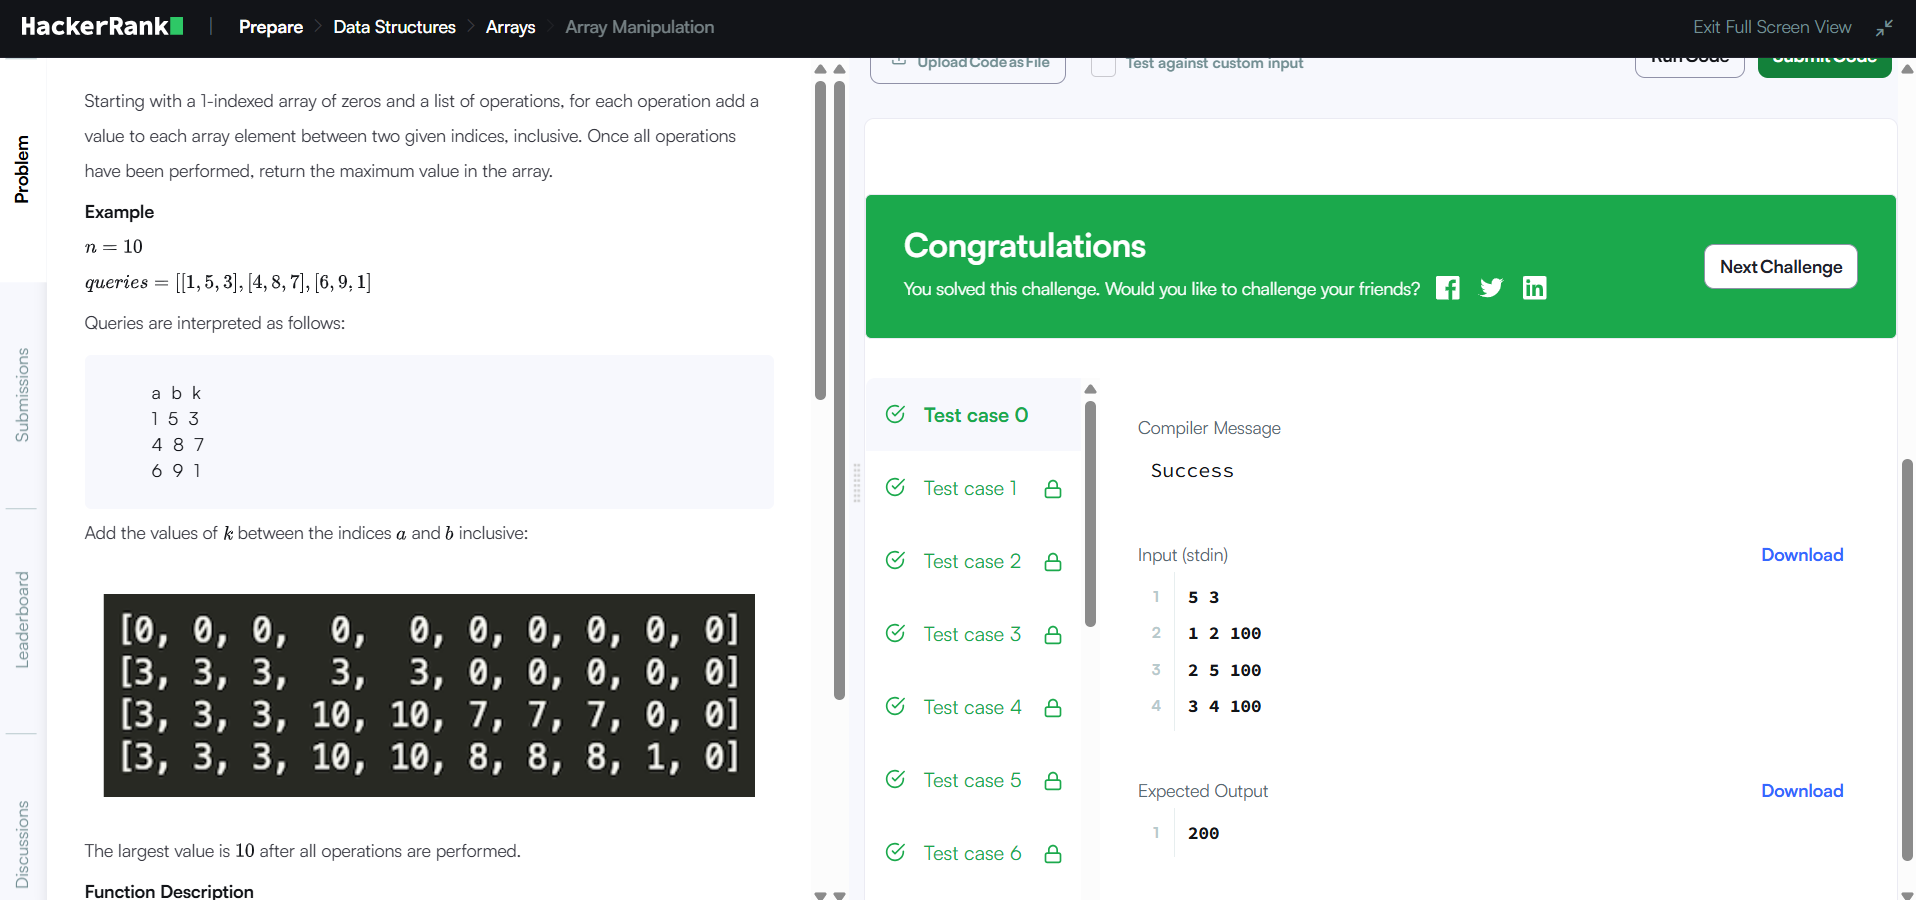 HackerRank
Prepare
Data Structures
Arrays
Array Manipulation
Exit Full Screen View
Problem
Submissions
Leaderboard
Discussions
Starting with a 1-indexed array of zeros and a list of operations, for each operation add a
value to each array element between two given indices, inclusive. Once all operations
have been performed, return the maximum value in the array.
Example
n = 10
queries = [[1, 5, 3], [4, 8, 7], [6, 9, 1]
Queries are interpreted as follows:
a b k
1 5 3
4 8 7
6 9 1
Add the values of k between the indices a and b inclusive:
[0, 0, 0, 0, 0, 0, 0, 0, 0, 0]
[3, 3, 3, 3, 3, 0, 0, 0, 0, 0]
[3, 3, 3, 10, 10, 7, 7, 7, 0, 0]
[3, 3, 3, 10, 10, 8, 8, 8, 1, 0]
The largest value is 10 after all operations are performed.
Function Description
Upload Code as File
Test against custom input
Run Code
Submit Code
Congratulations
You solved this challenge. Would you like to challenge your friends?
Next Challenge
Test case 0
Test case 1
Test case 2
Test case 3
Test case 4
Test case 5
Test case 6
Compiler Message
Success
Input (stdin)
Download
1 5 3
2 1 2 100
3 2 5 100
4 3 4 100
Expected Output
Download
1 200